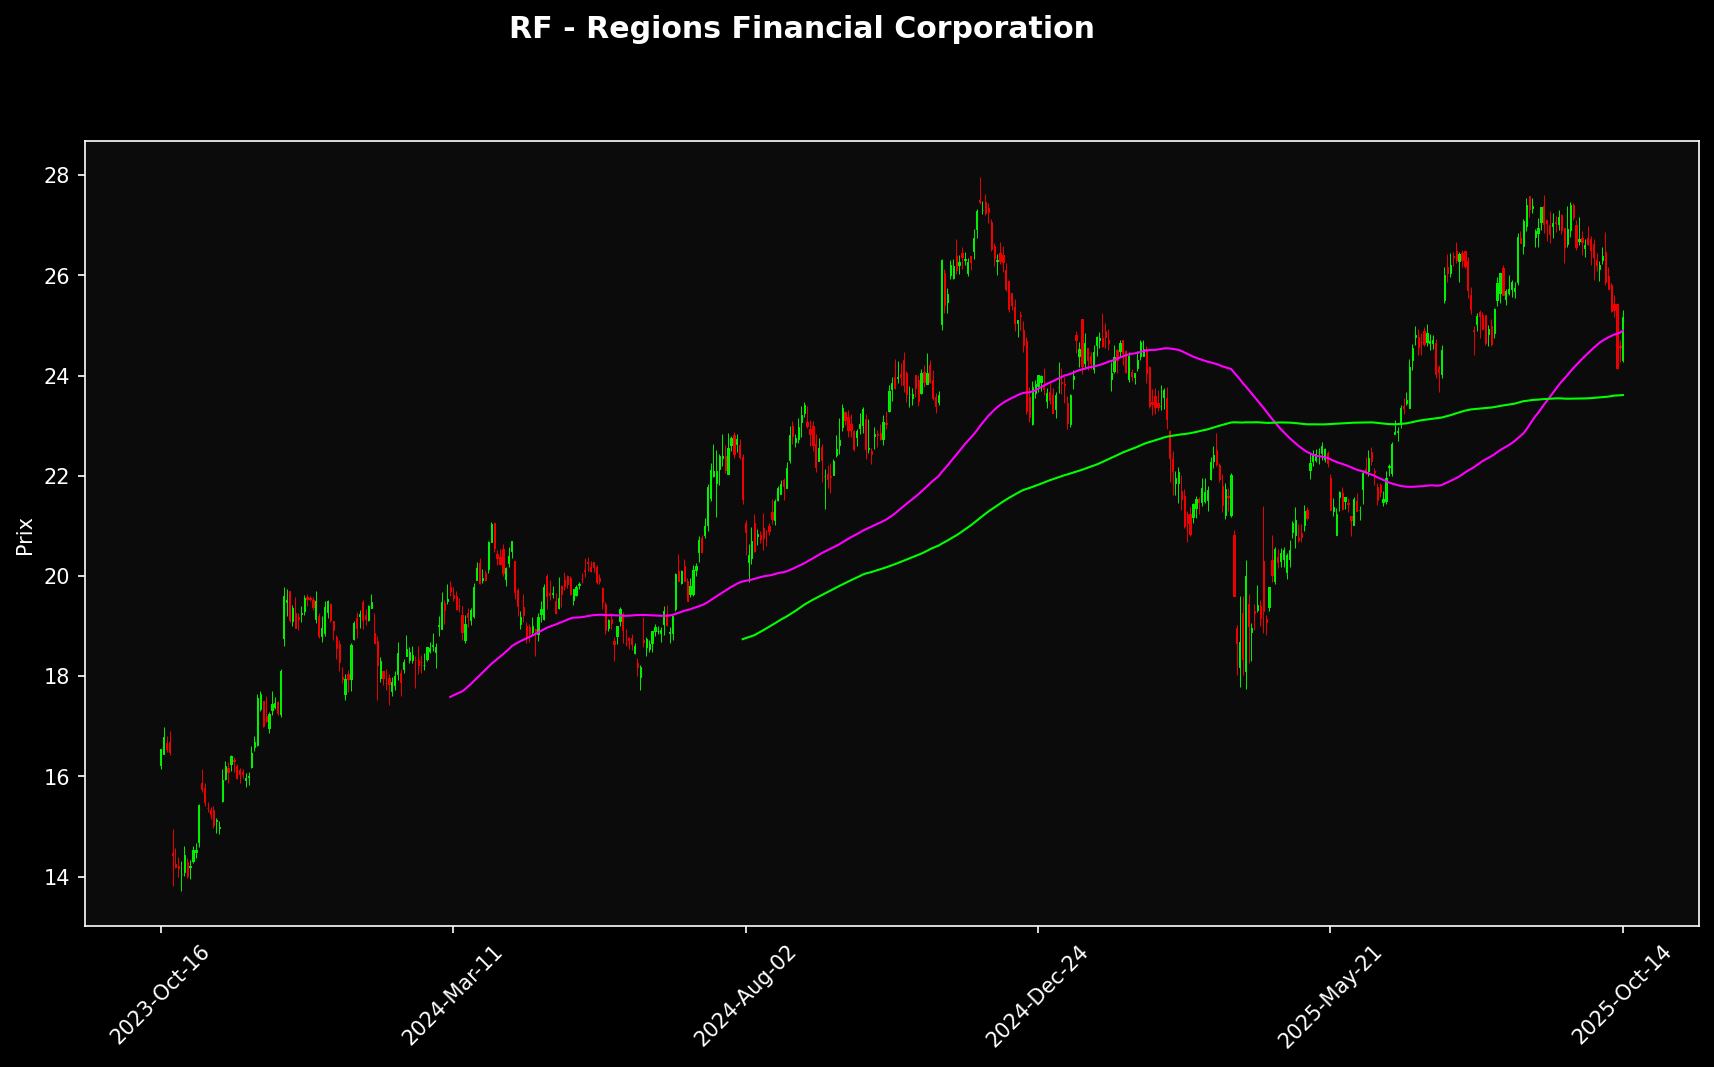 RF - Regions Financial Corporation
Prix
28
26
24
22
20
18
16
14
2023-Oct-16
2024-Mar-11
2024-Aug-02
2024-Dec-24
2025-May-21
2025-Oct-14